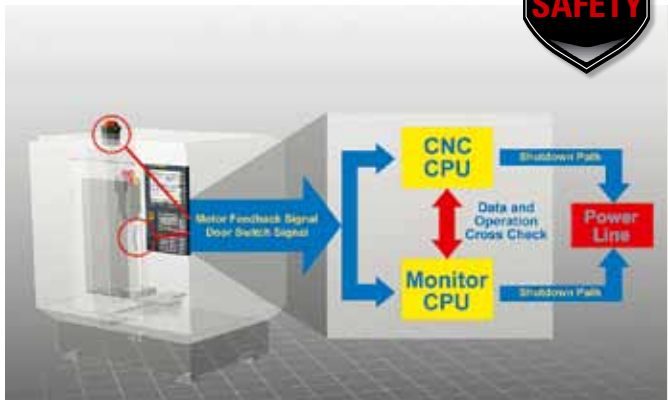 SAFETY
Motor Feedback Signal
Door Switch Signal
CNC
CPU
Data and
Operation
Cross Check
Monitor
CPU
Shutdown Path
Shutdown Path
Power
Line